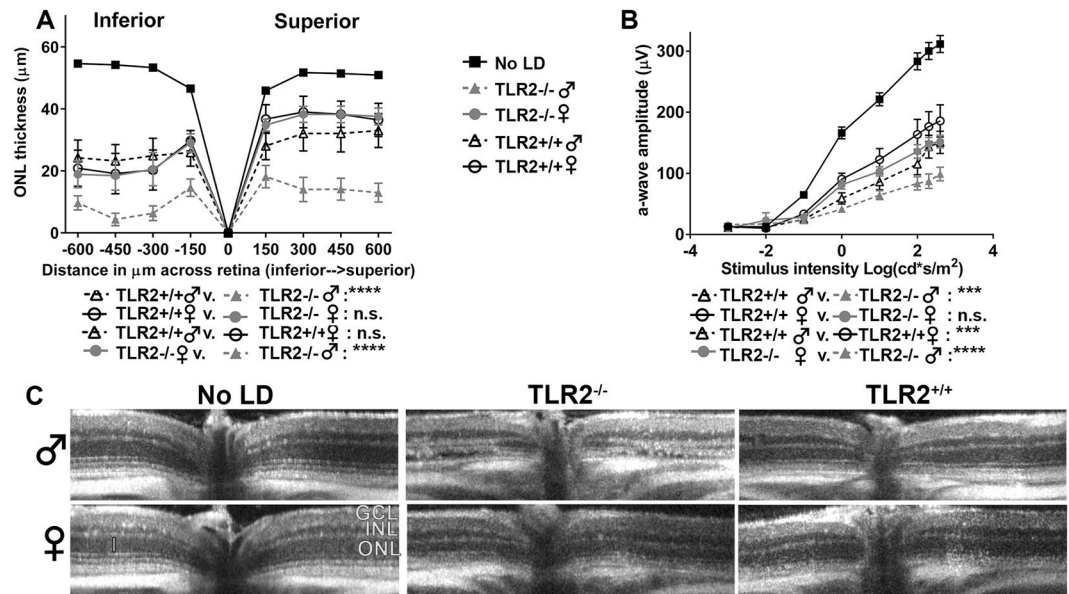 A
Inferior
Superior
ONL thickness (μm)
60
40
20
0
-600 -450 -300 -150 0 150 300 450 600
Distance in μm across retina (inferior-->superior)
No LD
TLR2-/- ♂
TLR2-/- ♀
TLR2+/+ ♂
TLR2+/+ ♀
TLR2+/+ ♂ v. TLR2-/- ♂ :****
TLR2+/+ ♀ v. TLR2-/- ♀ : n.s.
TLR2+/+ ♂ v. TLR2+/+ ♀ : n.s.
TLR2-/- ♀ v. TLR2-/- ♂ : ****
B
a-wave amplitude (μV)
300
200
100
0
-4 -2 0 2 4
Stimulus intensity Log(cd*s/m²)
TLR2+/+ ♂ v. TLR2-/- ♂ : ***
TLR2+/+ ♀ v. TLR2-/- ♀ : n.s.
TLR2+/+ ♂ v. TLR2+/+ ♀ : ***
TLR2-/- ♀ v. TLR2-/- ♂ : ****
C
No LD
TLR2-/-
TLR2+/+
♂
♀
GCL
INL
ONL